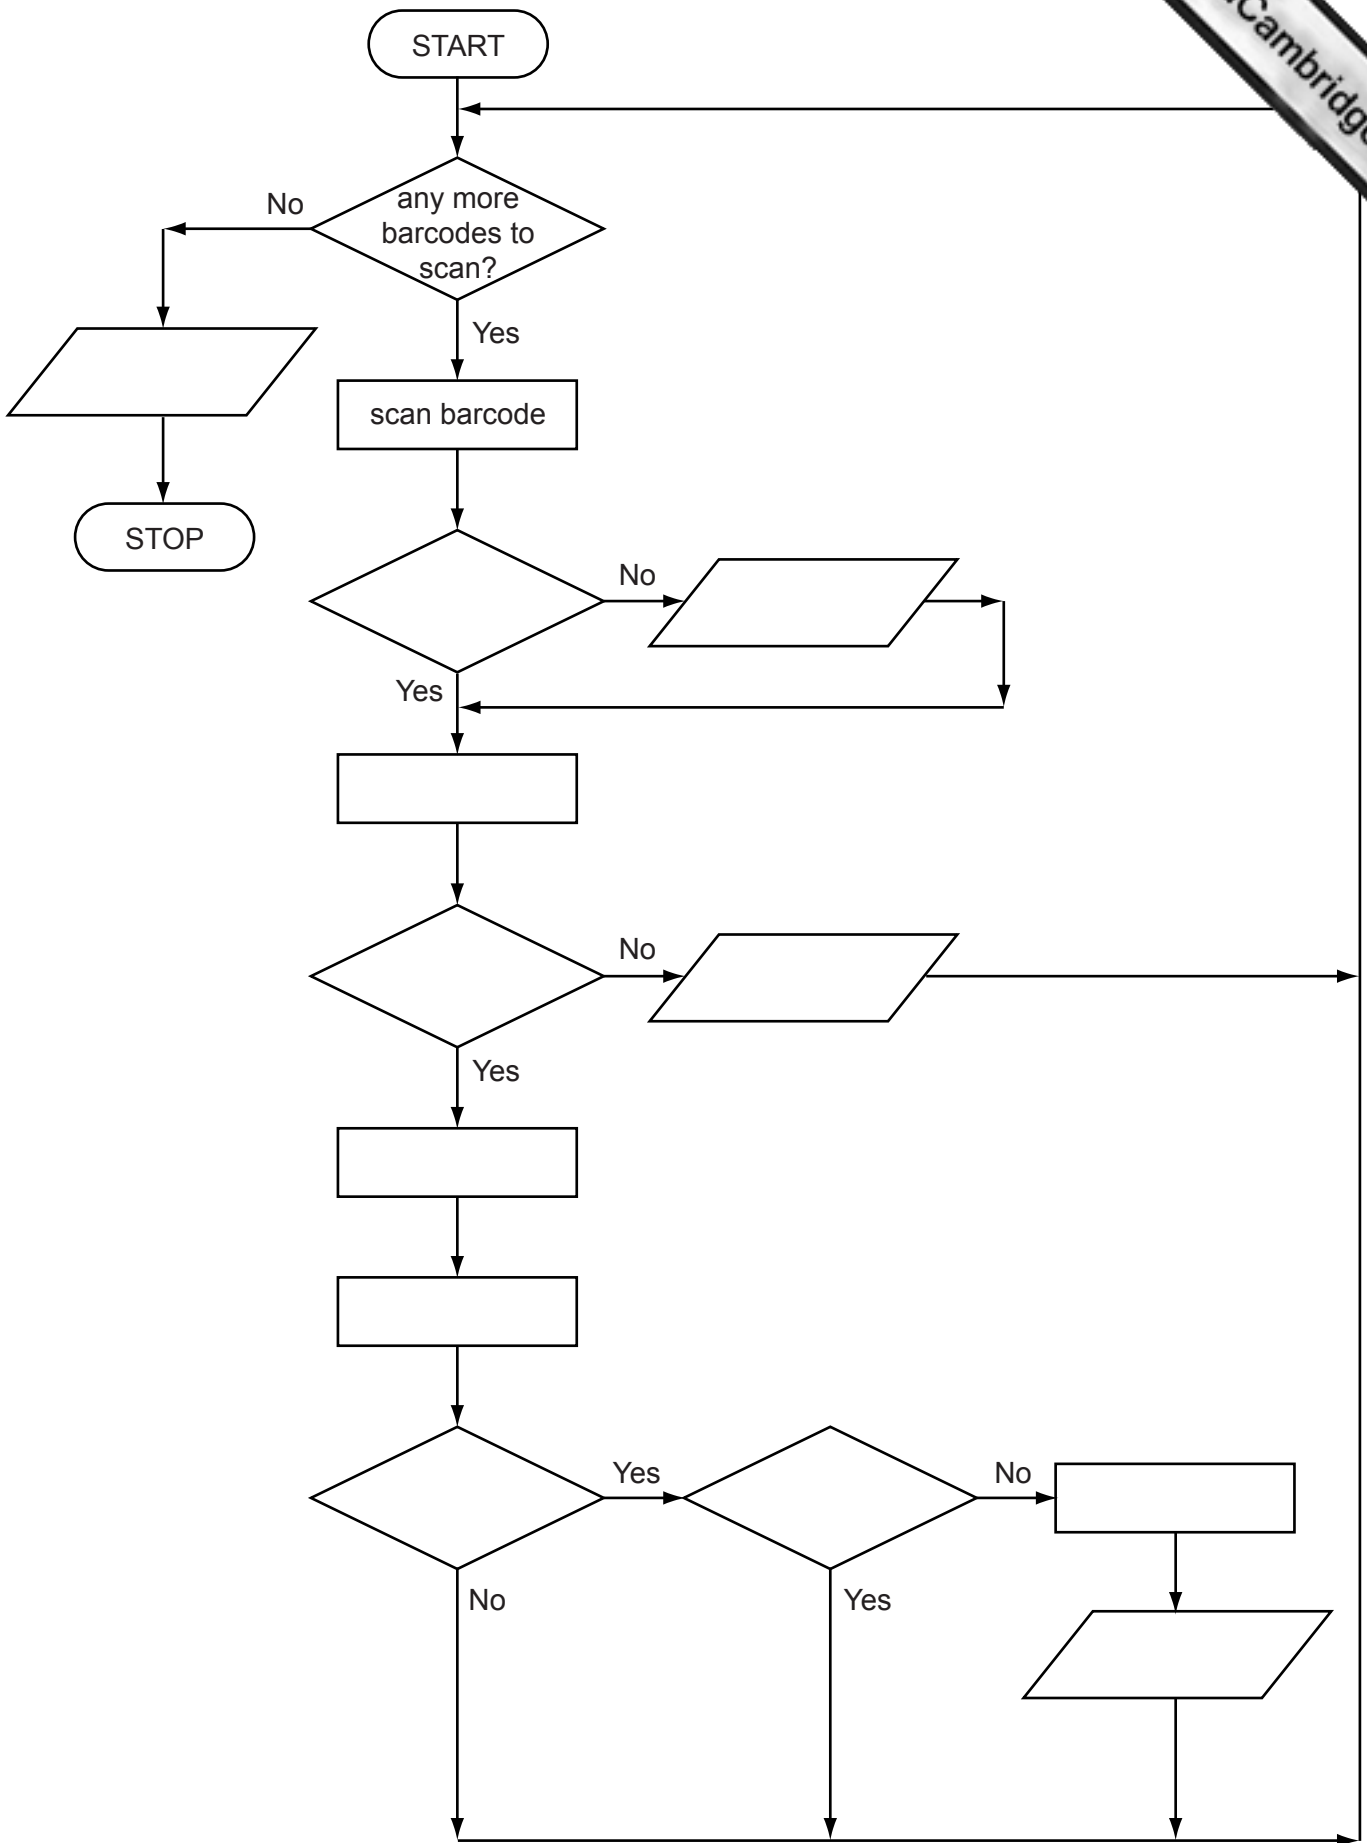 START
Cambridge
No
any more
barcodes to
scan?
Yes
scan barcode
STOP
No
Yes
No
Yes
Yes
No
No
Yes